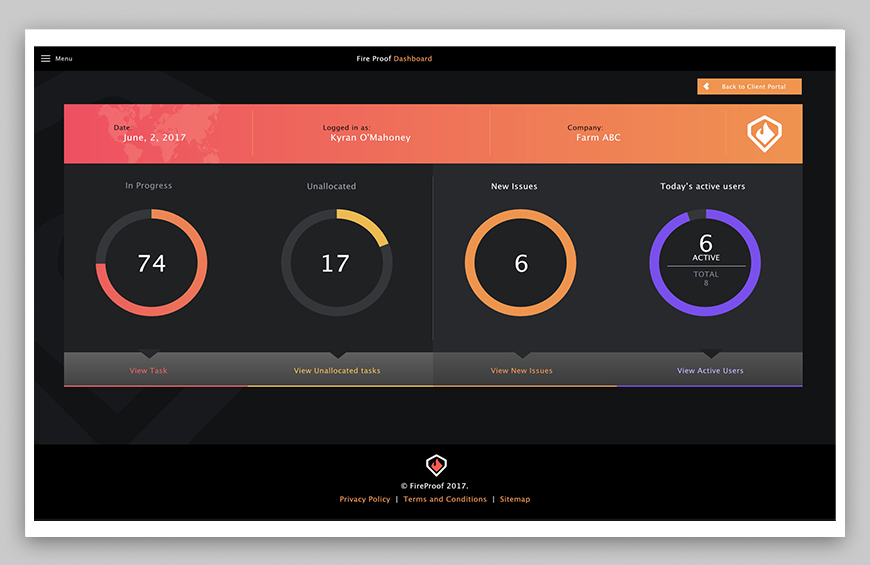 Menu
Fire Proof Dashboard
Back to Client Portal
Date:
June, 2, 2017
Logged in as:
Kyran O'Mahoney
Company:
Farm ABC
In Progress
Unallocated
New Issues
Today's active users
74
17
6
6
ACTIVE
TOTAL
8
View Task
View Unallocated tasks
View New Issues
View Active Users
© FireProof 2017.
Privacy Policy | Terms and Conditions | Sitemap